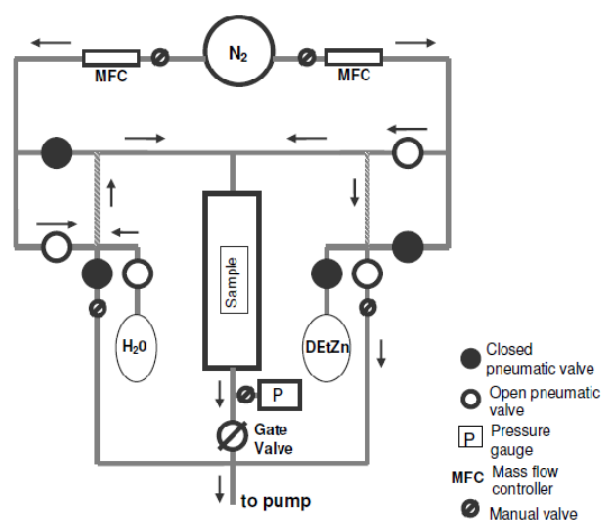 N2
MFC
MFC
Sample
H20
DEtZn
P
Gate
Valve
to pump
Closed
pneumatic valve
Open pneumatic
valve
P Pressure
gauge
MFC Mass flow
controller
Manual valve